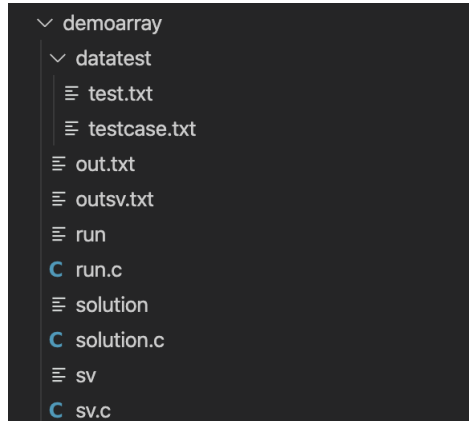 demoarray
datatest
test.txt
testcase.txt
out.txt
outsv.txt
run
C run.c
solution
C solution.c
sv
C sv.c